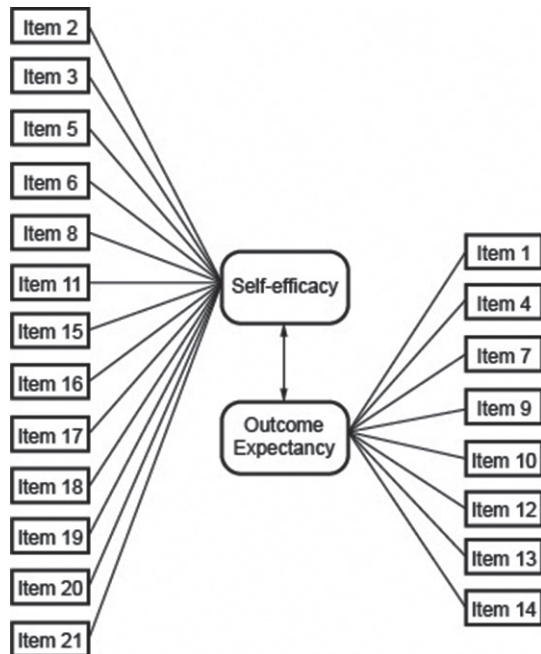 Item 2
Item 3
Item 5
Item 6
Item 8
Item 11
Item 15
Item 16
Item 17
Item 18
Item 19
Item 20
Item 21
Self-efficacy
Outcome
Expectancy
Item 1
Item 4
Item 7
Item 9
Item 10
Item 12
Item 13
Item 14